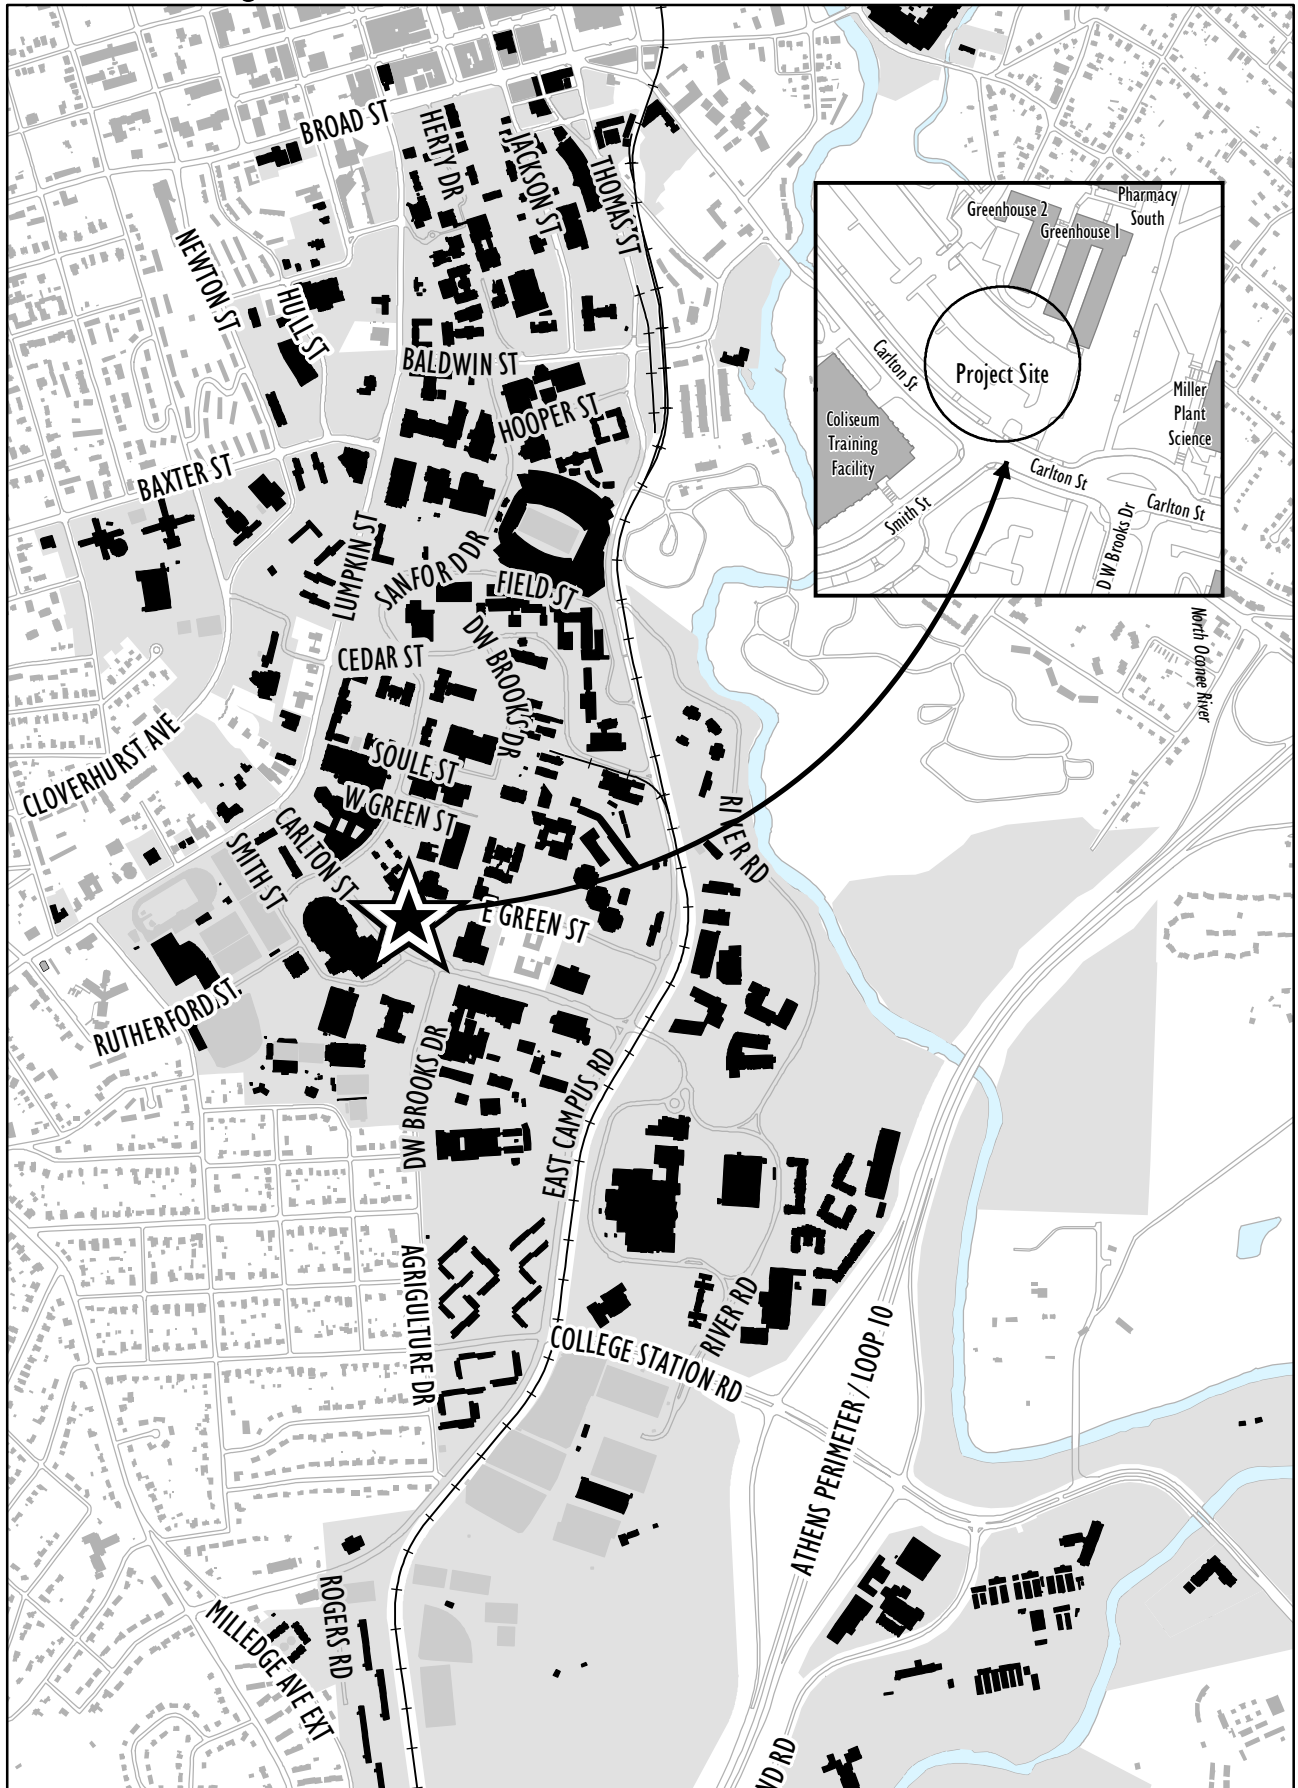 BROAD ST
HERTY DR
JACKSON ST
THOMAS ST
NEWTON ST
HULL ST
BALDWIN ST
HOOPER ST
BAXTER ST
LUMPKIN ST
SANFORD DR
FIELD ST
CEDAR ST
DW BROOKS DR
CLOVERHURST AVE
SOULE ST
W GREEN ST
CARLTON ST
SMITH ST
E GREEN ST
RIVER RD
RUTHERFORD ST
DW BROOKS DR
EAST CAMPUS RD
AGRIGULTURE DR
COLLEGE STATION RD
RIVER RD
ATHENS PERIMETER / LOOP 10
ROGERS RD
MILLEDGE AVE EXT
ND RD
North Oconee River
Pharmacy
South
Greenhouse 2
Greenhouse 1
Carlton St
Project Site
Coliseum
Training
Facility
Miller
Plant
Science
Smith St
Carlton St
Carlton St
D W Brooks Dr